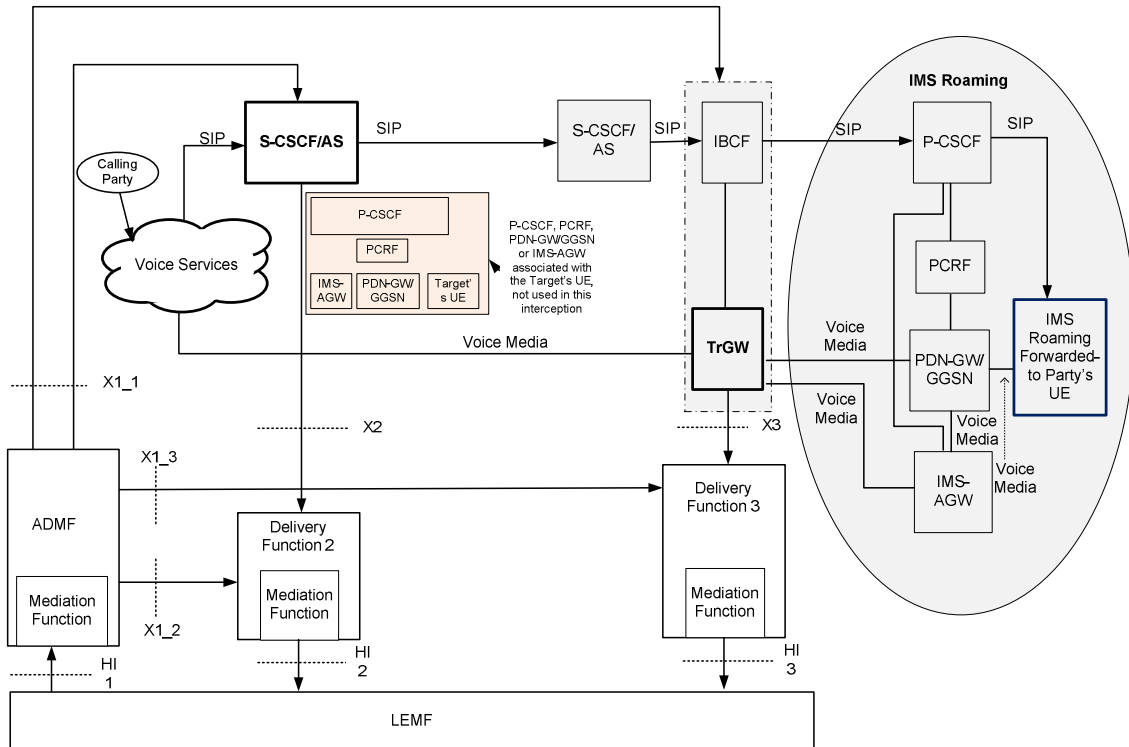 IMS Roaming
SIP
S-CSCF/AS
SIP
S-CSCF/
AS
SIP
IBCF
SIP
P-CSCF
SIP
Calling
Party
Voice Services
P-CSCF
PCRF
IMS-
AGW
PDN-GW/
GGSN
Target'
s UE
P-CSCF, PCRF,
PDN-GW/GGSN
or IMS-AGW
associated with
the Target's UE,
not used in this
interception
PCRF
Voice Media
TrGW
Voice
Media
PDN-GW/
GGSN
IMS
Roaming
Forwarded-
to Party's
UE
Voice
Media
Voice
Media
Voice
Media
IMS-
AGW
X1_1
X2
X3
X1_3
ADMF
Mediation
Function
Delivery
Function 2
Mediation
Function
Delivery
Function 3
Mediation
Function
X1_2
HI
1
HI
2
HI
3
LEMF